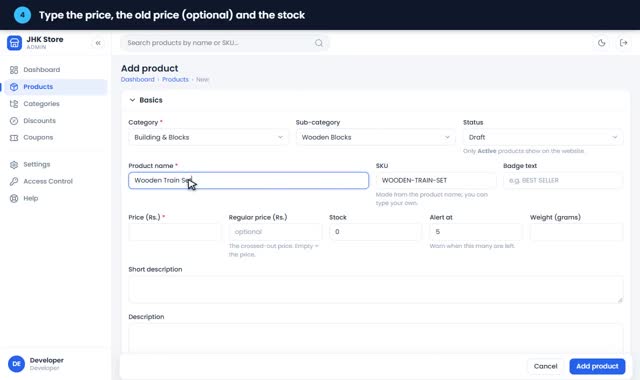 4 Type the price, the old price (optional) and the stock
JHK Store
ADMIN
Search products by name or SKU...
Dashboard
Products
Categories
Discounts
Coupons
Settings
Access Control
Help
DE
Developer
Developer
Add product
Dashboard › Products › New
Basics
Category *
Sub-category
Status
Building & Blocks
Wooden Blocks
Draft
Only Active products show on the website.
Product name *
SKU
Badge text
Wooden Train Set
WOODEN-TRAIN-SET
e.g. BEST SELLER
Made from the product name; you can
type your own.
Price (Rs.) *
Regular price (Rs.)
Stock
Alert at
Weight (grams)
optional
0
5
The crossed-out price. Empty =
the price.
Warn when this many are left.
Short description
Description
Cancel
Add product